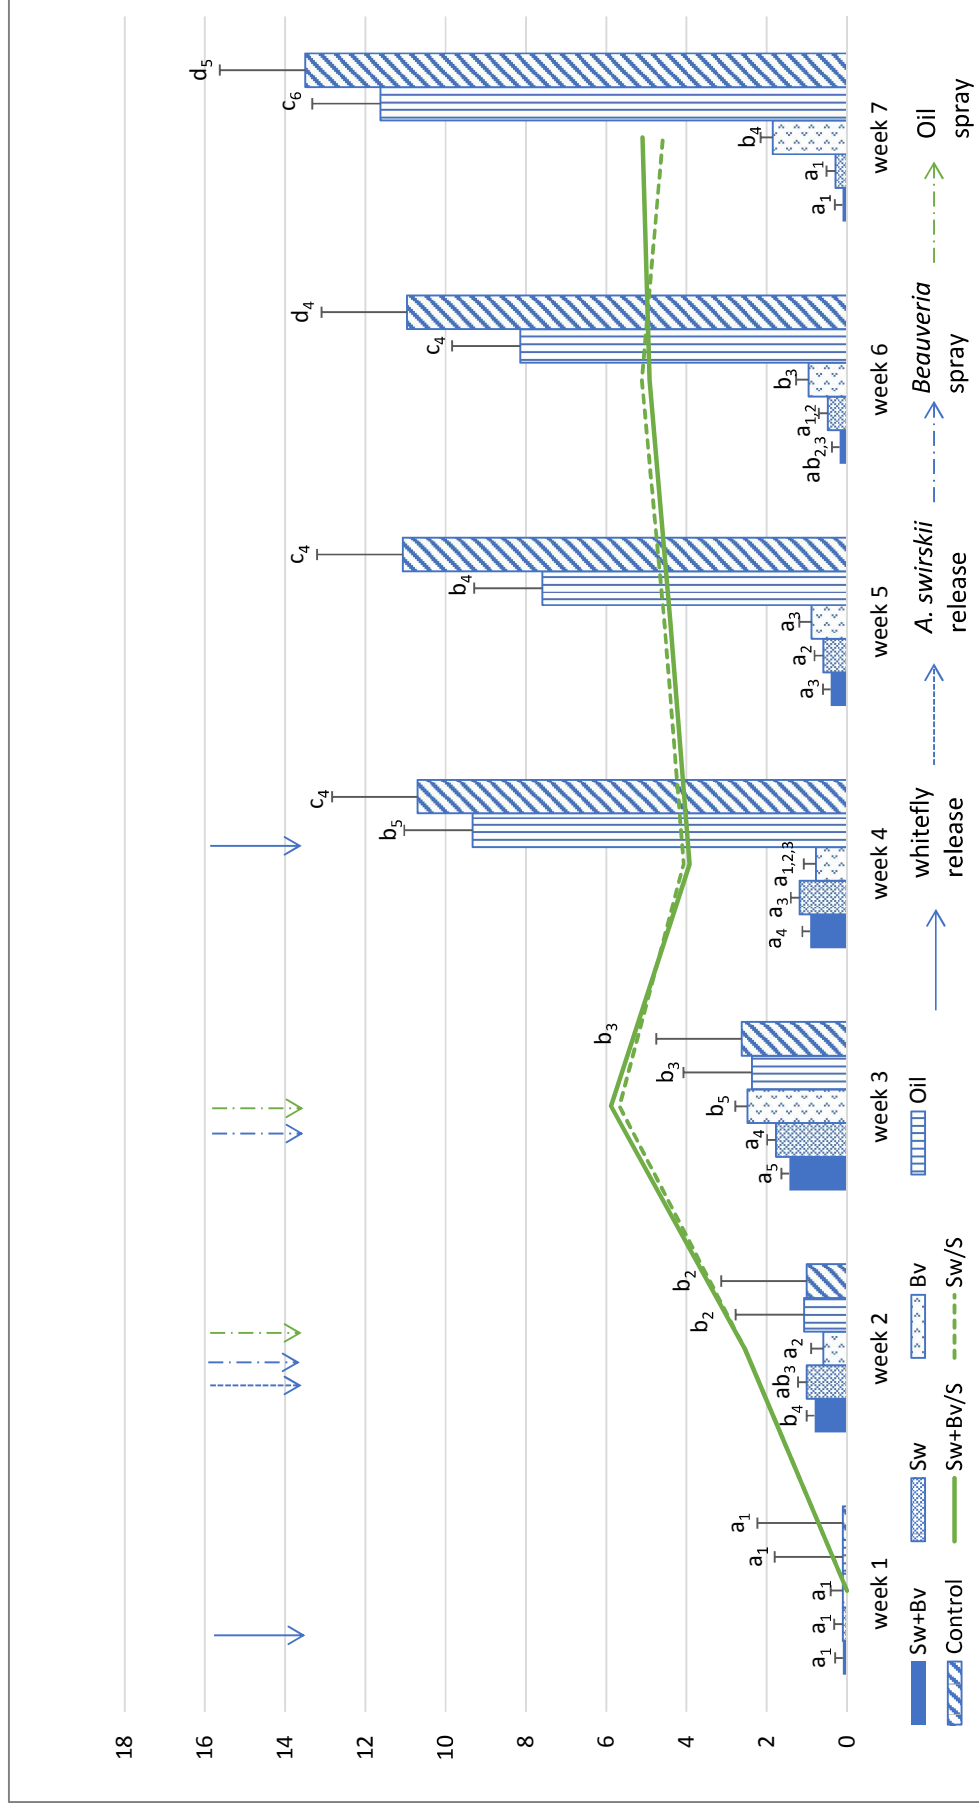 18
16
14
12
10
8
6
4
2
0
a1
a1
a1
a1
a1
b4
ab3
a2
b2
b2
a5
a4
b5
b3
b3
a4
a3
a1,2,3
b5
c4
a3
a2
a3
b4
c4
ab2,3
a1,2
b3
c4
d4
a1
a1
b4
c6
d5
week 1
week 2
week 3
week 4
week 5
week 6
week 7
Sw+Bv
Sw
Bv
Oil
Control
Sw+Bv/S
Sw/S
whitefly
release
A. swirskii
release
Beauveria
spray
Oil
spray